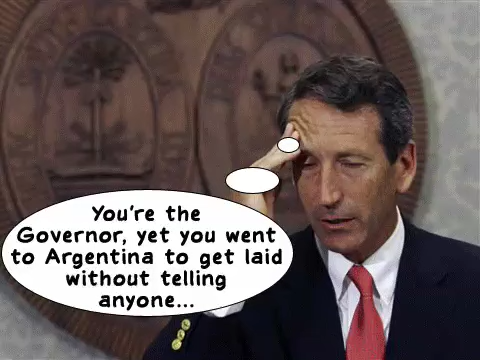 You're the
Governor, yet you went
to Argentina to get laid
without telling
anyone...